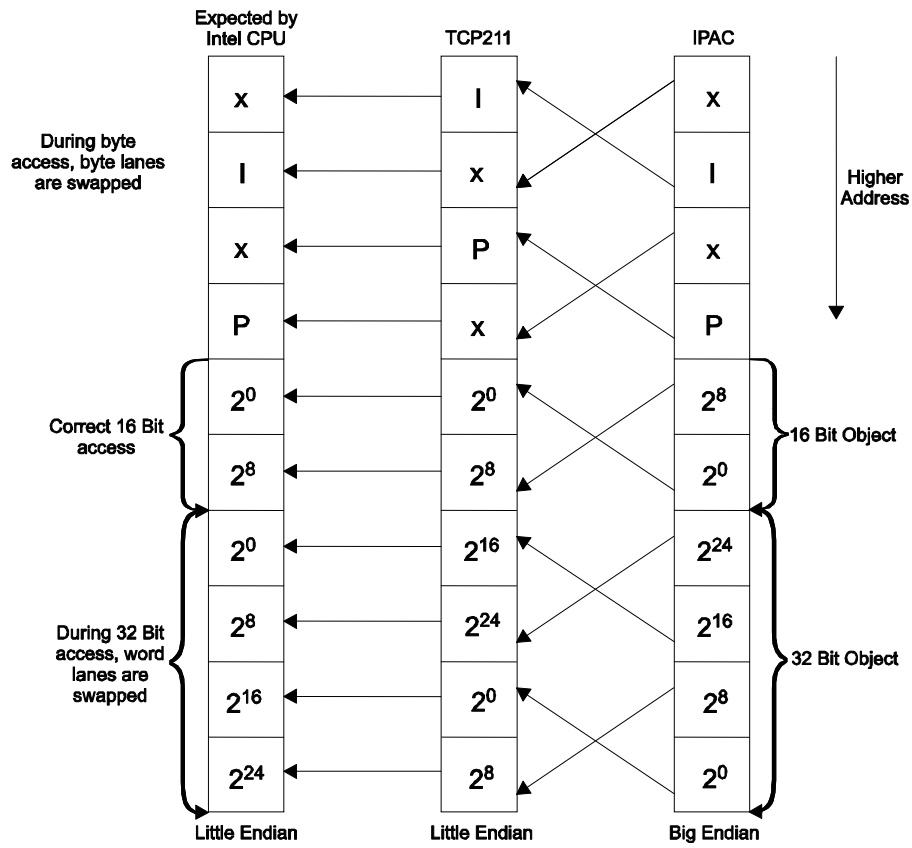 Expected by
Intel CPU
TCP211
IPAC
x
I
x
I
x
I
x
P
x
P
x
P
2⁰
2⁰
2⁸
2⁸
2⁸
2⁰
2⁰
2¹⁶
2²⁴
2⁸
2²⁴
2¹⁶
2¹⁶
2⁰
2⁸
2²⁴
2⁸
2⁰
Little Endian
Little Endian
Big Endian
During byte
access, byte lanes
are swapped
Correct 16 Bit
access
During 32 Bit
access, word
lanes are
swapped
Higher
Address
16 Bit Object
32 Bit Object